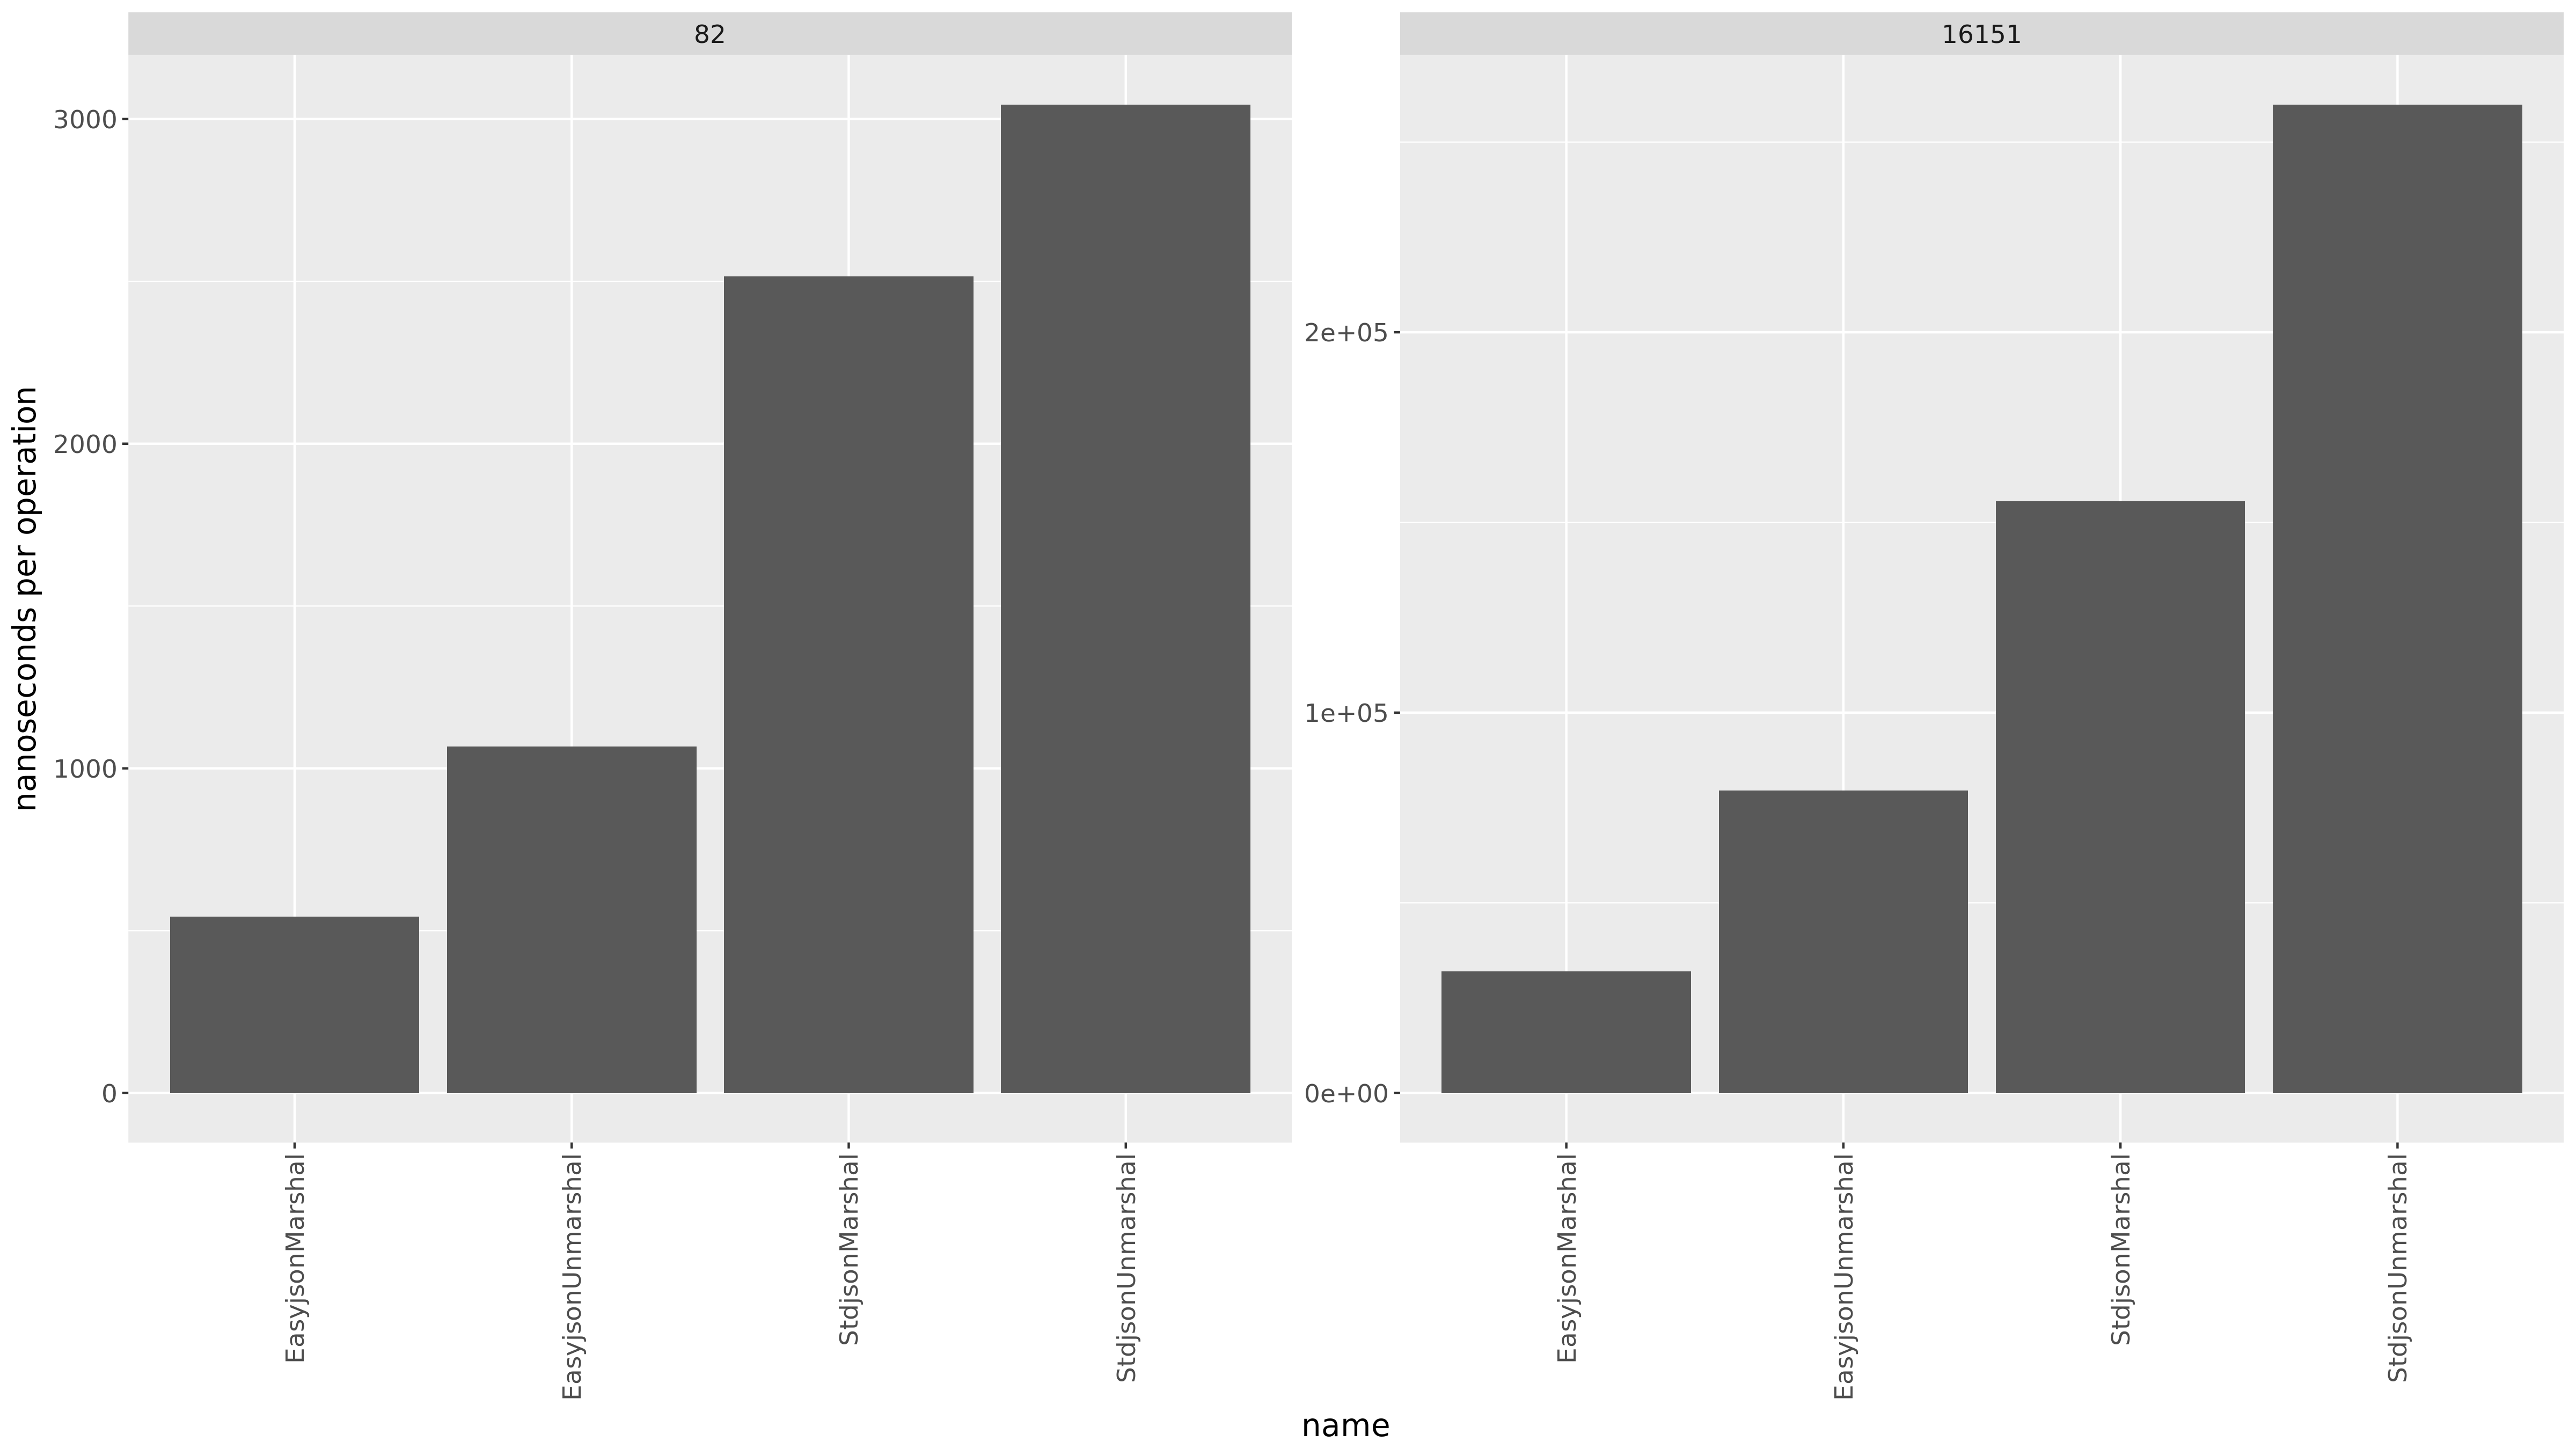 82
16151
nanoseconds per operation
3000
2000
1000
0
2e+05
1e+05
0e+00
EasyjsonMarshal
EasyjsonUnmarshal
StdjsonMarshal
StdjsonUnmarshal
EasyjsonMarshal
EasyjsonUnmarshal
StdjsonMarshal
StdjsonUnmarshal
name